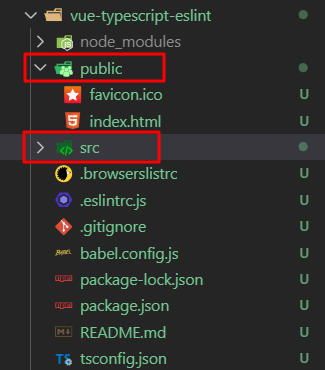 vue-typescript-eslint
node_modules
public
favicon.ico U
index.html U
src
.browserslistrc U
.eslintrc.js U
.gitignore U
babel.config.js U
package-lock.json U
package.json U
README.md U
tsconfig.json U